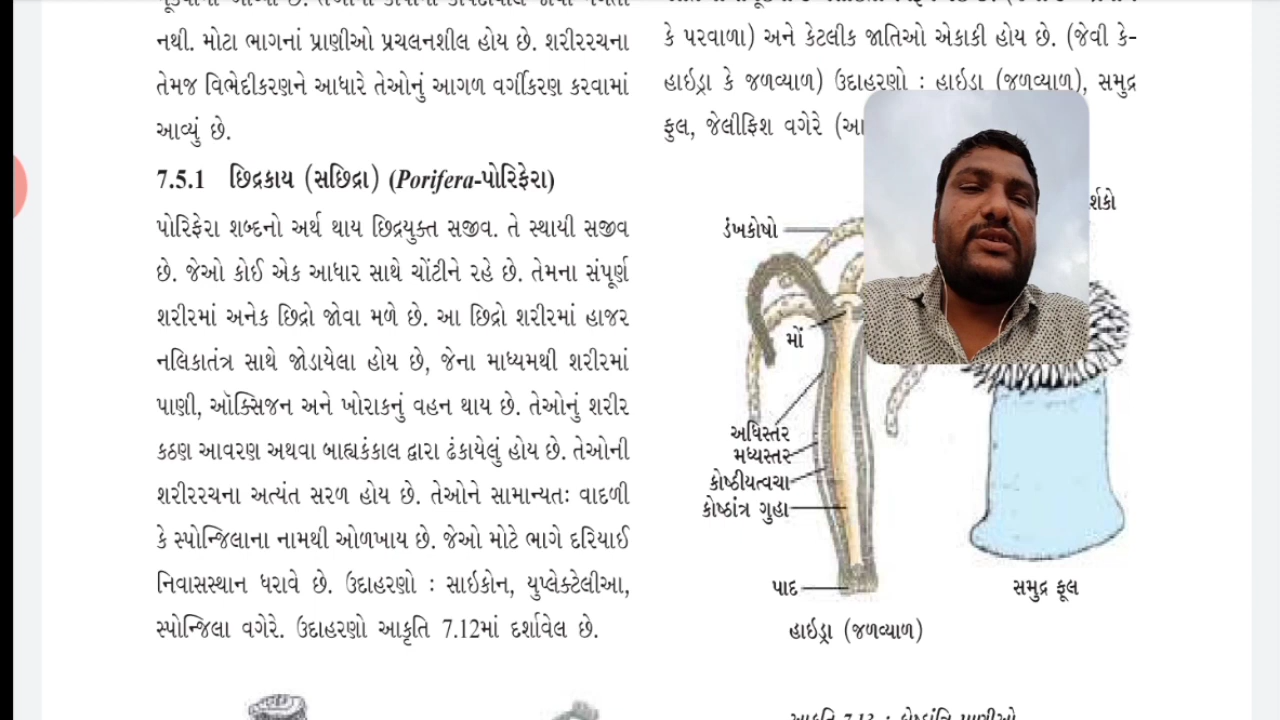 નથી. મોટા ભાગનાં પ્રાણીઓ પ્રચલનશીલ હોય છે. શરીરરચના
તેમજ વિભેદીકરણને આધારે તેઓનું આગળ વર્ગીકરણ કરવામાં
આવ્યું છે.
7.5.1 છિદ્રકાય (સછિદ્રા) (Porifera-પોરિફેરા)
પોરિફેરા શબ્દનો અર્થ થાય છિદ્રયુક્ત સજીવ. તે સ્થાયી સજીવ
છે. જેઓ કોઈ એક આધાર સાથે ચોંટીને રહે છે. તેમના સંપૂર્ણ
શરીરમાં અનેક છિદ્રો જોવા મળે છે. આ છિદ્રો શરીરમાં હાજર
નલિકાતંત્ર સાથે જોડાયેલા હોય છે, જેના માધ્યમથી શરીરમાં
પાણી, ઑક્સિજન અને ખોરાકનું વહન થાય છે. તેઓનું શરીર
કઠણ આવરણ અથવા બાહ્યકંકાલ દ્વારા ઢંકાયેલું હોય છે. તેઓની
શરીરરચના અત્યંત સરળ હોય છે. તેઓને સામાન્યતઃ વાદળી
કે સ્પોન્જિલાના નામથી ઓળખાય છે. જેઓ મોટે ભાગે દરિયાઈ
નિવાસસ્થાન ધરાવે છે. ઉદાહરણો : સાઇકોન, યુપ્લેક્ટેલીઆ,
સ્પોન્જિલા વગેરે. ઉદાહરણો આકૃતિ 7.12માં દર્શાવેલ છે.
કે પરવાળા) અને કેટલીક જાતિઓ એકાકી હોય છે. (જેવી કે-
હાઇડ્રા કે જળવ્યાળ) ઉદાહરણો : હાઇડ્રા (જળવ્યાળ), સમુદ્ર
ફુલ, જેલીફિશ વગેરે (આ
ર્શકો
ડંખકોષો
મોં
અધિસ્તર
મધ્યસ્તર
કોષ્ઠીયત્વચા
કોષ્ઠાંત્ર ગુહા
પાદ
સમુદ્ર ફૂલ
હાઇડ્રા (જળવ્યાળ)